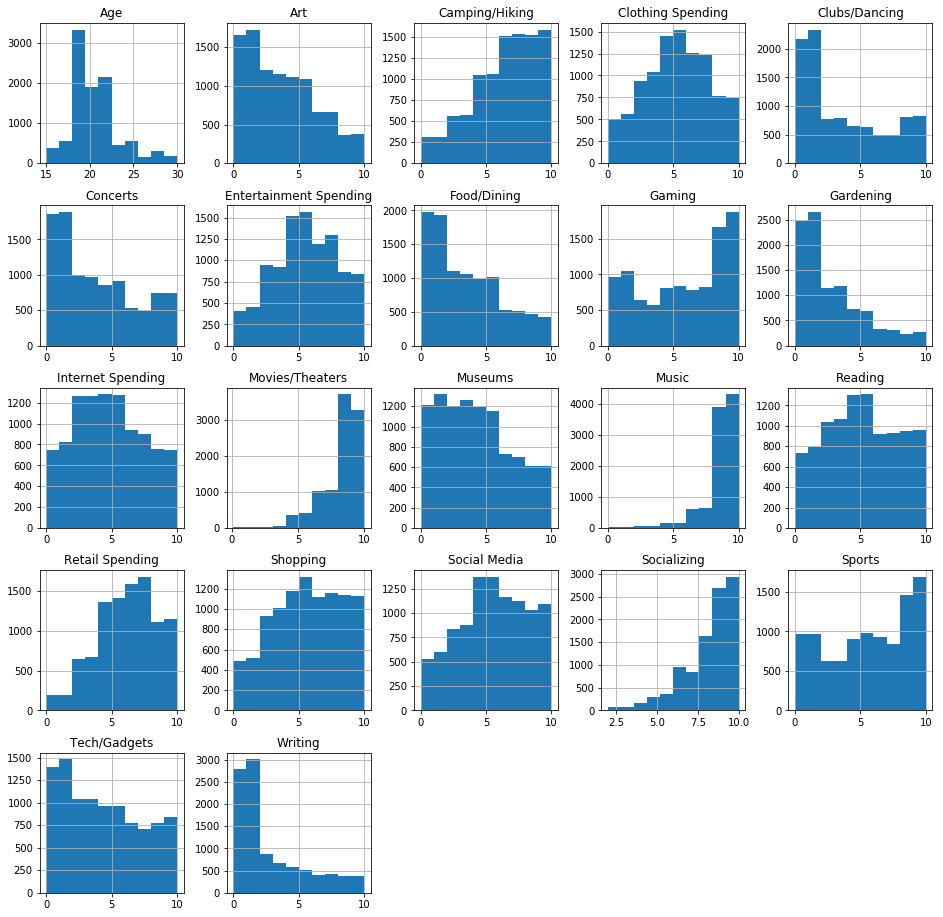 Age
3000
2000
1000
0
15 20 25 30
Art
1500
1000
500
0
0 5 10
Camping/Hiking
1500
1250
1000
750
500
250
0
0 5 10
Clothing Spending
1500
1250
1000
750
500
250
0
0 5 10
Clubs/Dancing
2000
1500
1000
500
0
0 5 10
Concerts
1500
1000
500
0
0 5 10
Entertainment Spending
1500
1250
1000
750
500
250
0
0 5 10
Food/Dining
2000
1500
1000
500
0
0 5 10
Gaming
1500
1000
500
0
0 5 10
Gardening
2500
2000
1500
1000
500
0
0 5 10
Internet Spending
1200
1000
800
600
400
200
0
0 5 10
Movies/Theaters
3000
2000
1000
0
0 5 10
Museums
1200
1000
800
600
400
200
0
0 5 10
Music
4000
3000
2000
1000
0
0 5 10
Reading
1200
1000
800
600
400
200
0
0 5 10
Retail Spending
1500
1000
500
0
0 5 10
Shopping
1200
1000
800
600
400
200
0
0 5 10
Social Media
1250
1000
750
500
250
0
0 5 10
Socializing
3000
2500
2000
1500
1000
500
0
2.5 5.0 7.5 10.0
Sports
1500
1000
500
0
0 5 10
Tech/Gadgets
1500
1250
1000
750
500
250
0
0 5 10
Writing
3000
2500
2000
1500
1000
500
0
0 5 10